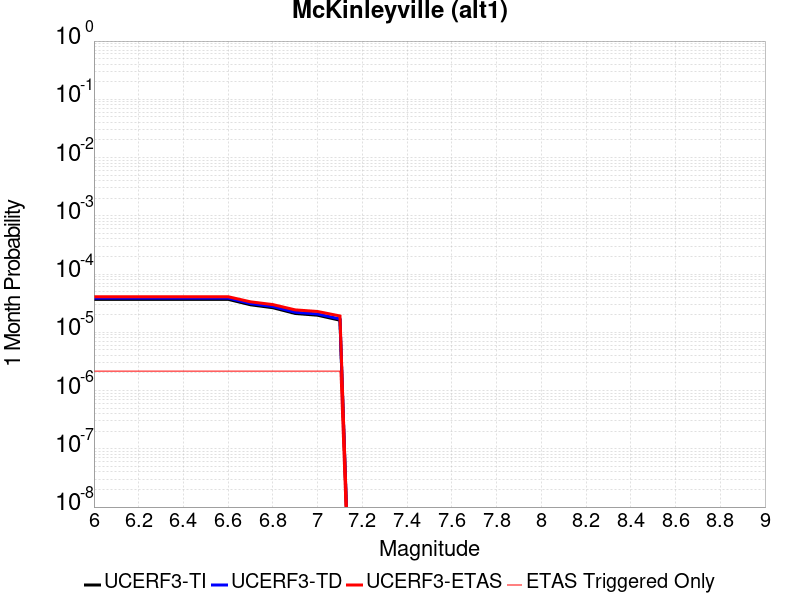 McKinleyville (alt1)
1 Month Probability
10^0
10^-1
10^-2
10^-3
10^-4
10^-5
10^-6
10^-7
10^-8
6 6.2 6.4 6.6 6.8 7 7.2 7.4 7.6 7.8 8 8.2 8.4 8.6 8.8 9
Magnitude
UCERF3-TI UCERF3-TD UCERF3-ETAS ETAS Triggered Only